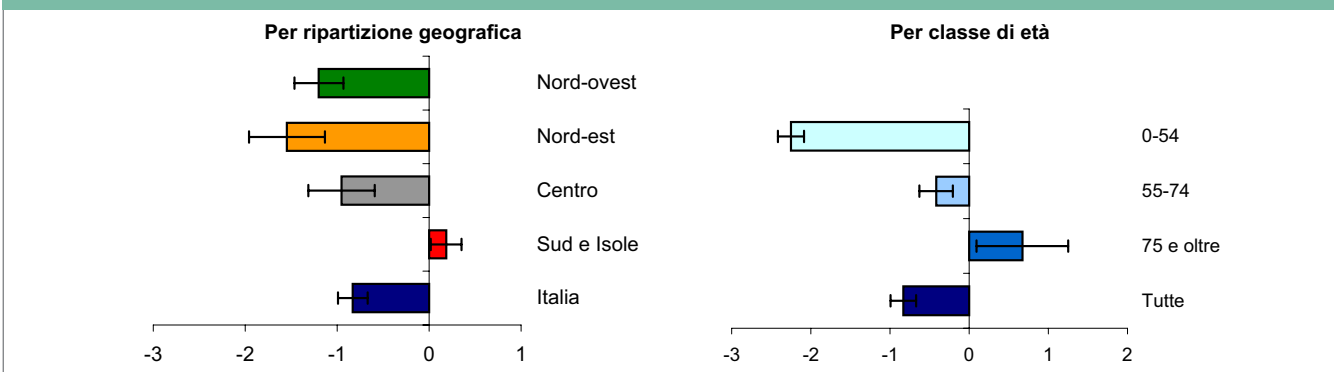 Per ripartizione geografica
Nord-ovest
Nord-est
Centro
Sud e Isole
Italia
-3 -2 -1 0 1
Per classe di età
0-54
55-74
75 e oltre
Tutte
-3 -2 -1 0 1 2